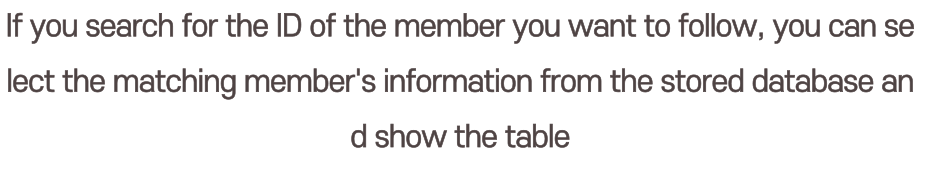 If you search for the ID of the member you want to follow, you can se
lect the matching member's information from the stored database an
d show the table